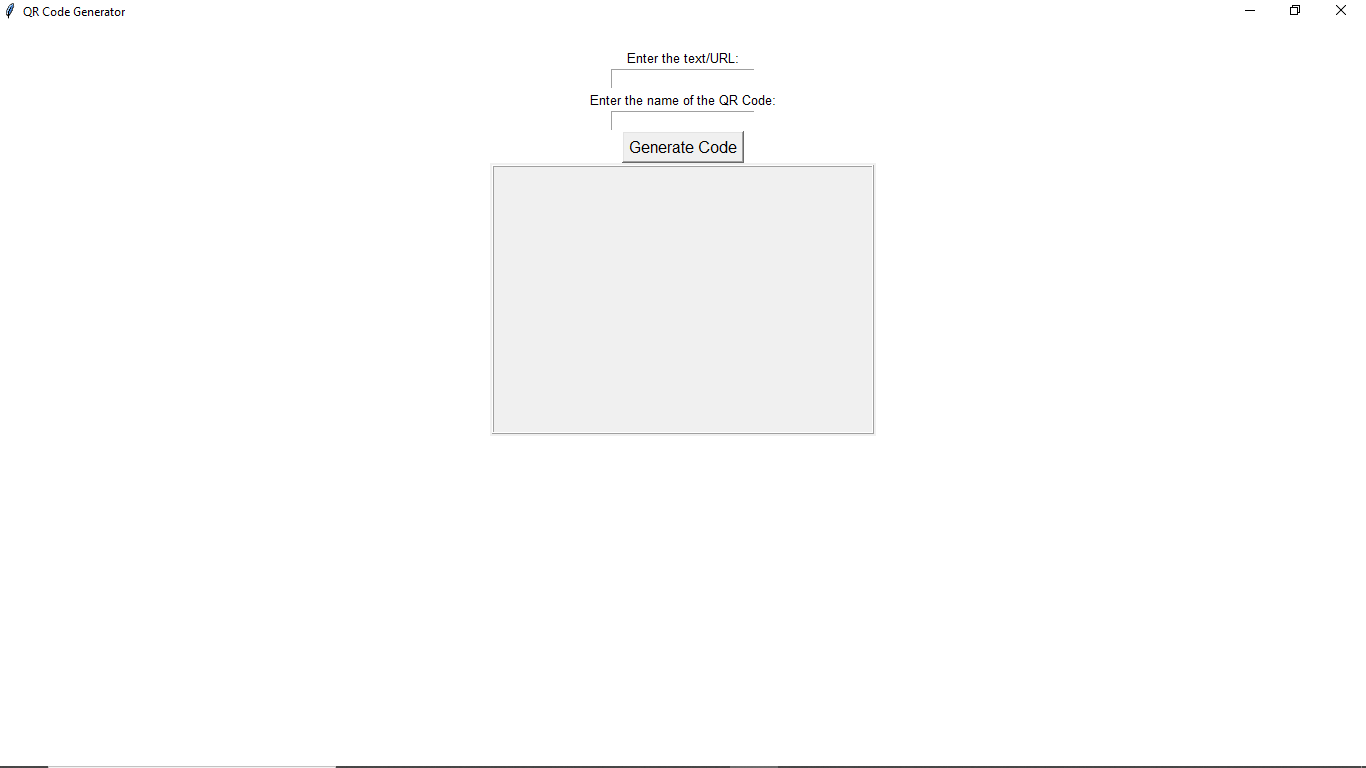 QR Code Generator
Enter the text/URL:
Enter the name of the QR Code:
Generate Code